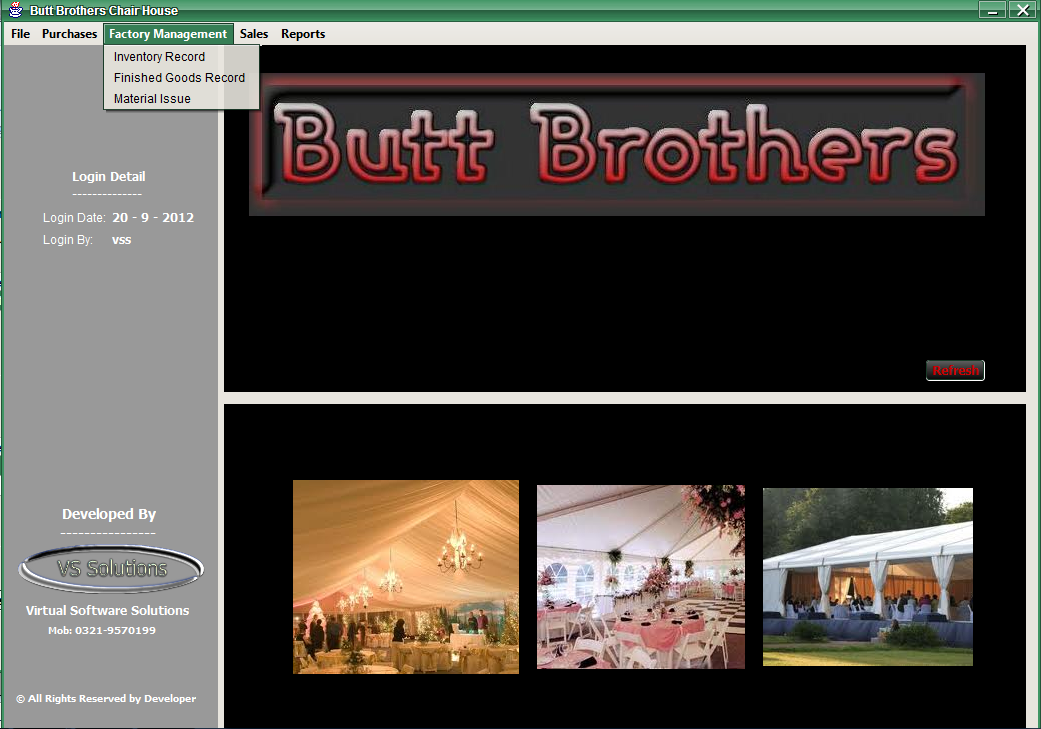 Butt Brothers Chair House
File Purchases Factory Management Sales Reports
Inventory Record
Finished Goods Record
Material Issue
Butt Brothers
Login Detail
--------------
Login Date: 20 - 9 - 2012
Login By: vss
Refresh
Developed By
----------------
VS Solutions
Virtual Software Solutions
Mob: 0321-9570199
© All Rights Reserved by Developer